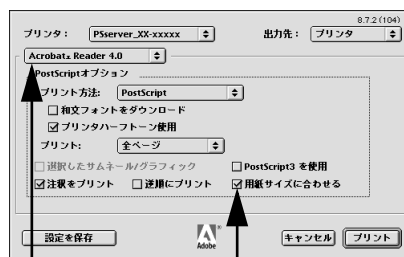 8.7.2 (104)
プリンタ： PSserver_XX-xxxxx 出力先： プリンタ
Acrobat® Reader 4.0
PostScriptオプション
プリント方法： PostScript
和文フォントをダウンロード
プリンタハーフトーン使用
プリント： 全ページ
選択したサムネール/グラフィック PostScript3 を使用
注釈をプリント 逆順にプリント 用紙サイズに合わせる
設定を保存 Adobe キャンセル プリント